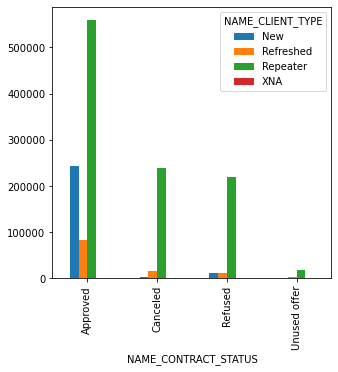 NAME_CLIENT_TYPE
New
Refreshed
Repeater
XNA
500000
400000
300000
200000
100000
0
Approved
Canceled
Refused
Unused offer
NAME_CONTRACT_STATUS